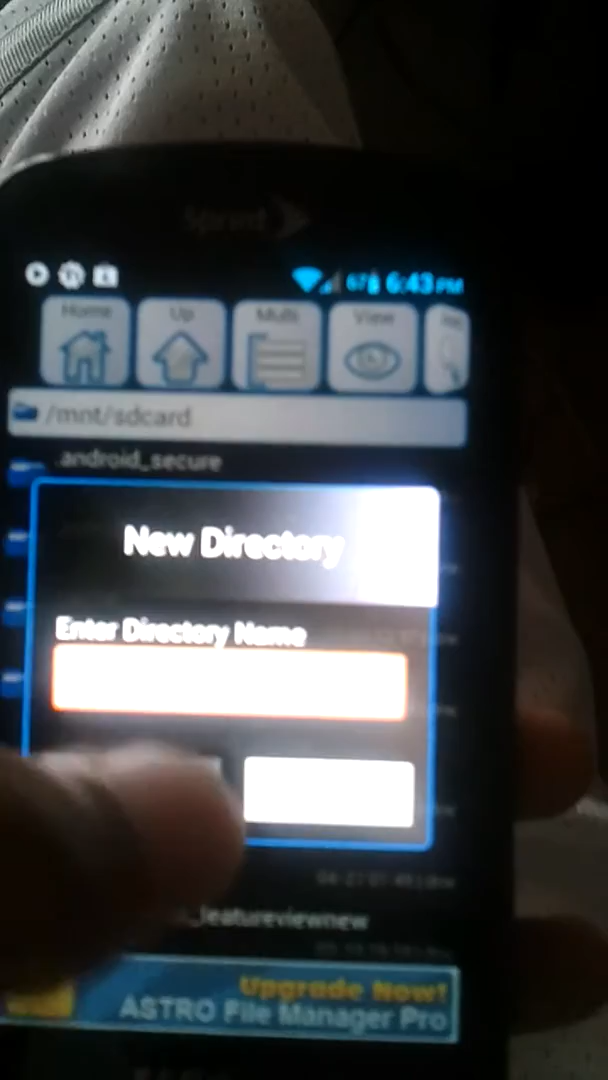 Sprint
67 6:43 PM
Home Up Multi View
/mnt/sdcard
.android_secure
New Directory
Enter Directory Name
_featureviewnew
Upgrade Now!
ASTRO File Manager Pro